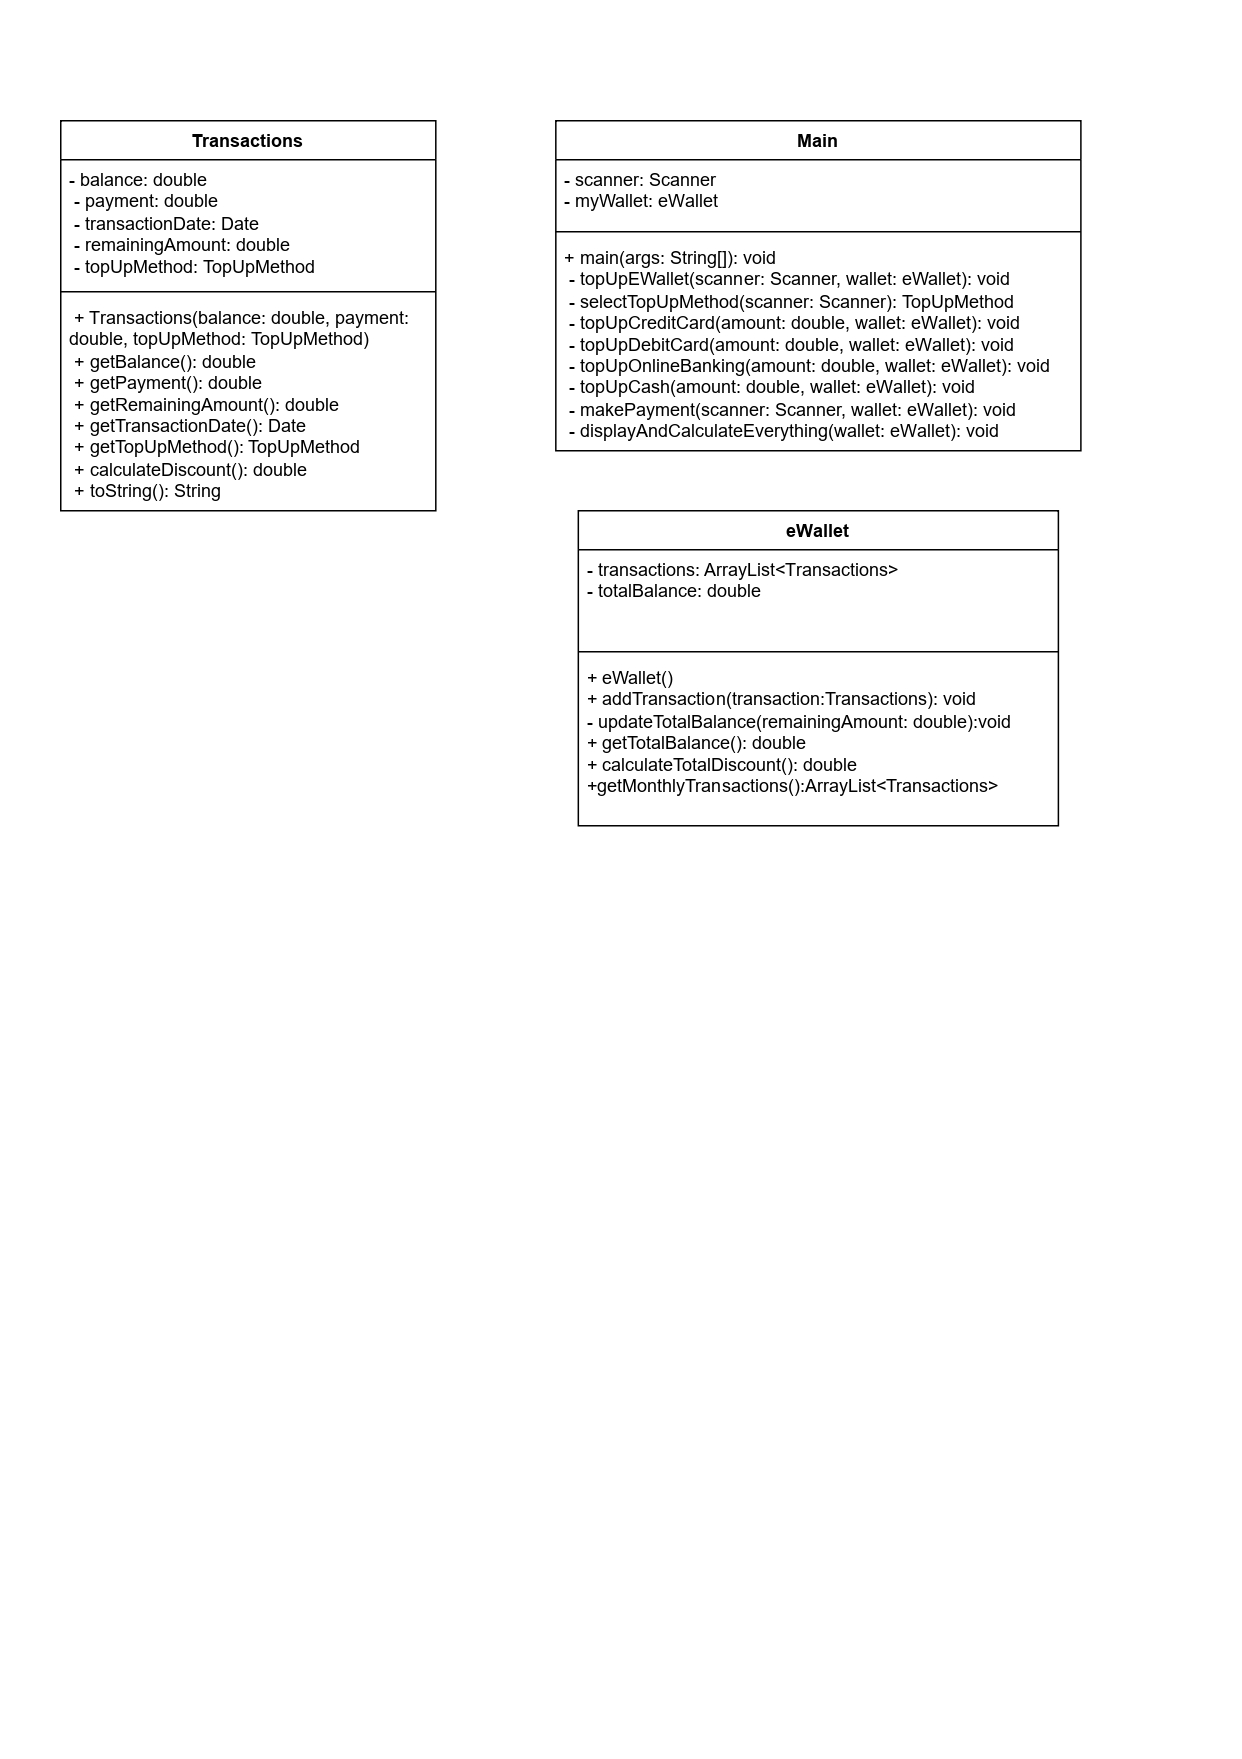 Transactions
- balance: double
- payment: double
- transactionDate: Date
- remainingAmount: double
- topUpMethod: TopUpMethod
+ Transactions(balance: double, payment:
double, topUpMethod: TopUpMethod)
+ getBalance(): double
+ getPayment(): double
+ getRemainingAmount(): double
+ getTransactionDate(): Date
+ getTopUpMethod(): TopUpMethod
+ calculateDiscount(): double
+ toString(): String
Main
- scanner: Scanner
- myWallet: eWallet
+ main(args: String[]): void
- topUpEWallet(scanner: Scanner, wallet: eWallet): void
- selectTopUpMethod(scanner: Scanner): TopUpMethod
- topUpCreditCard(amount: double, wallet: eWallet): void
- topUpDebitCard(amount: double, wallet: eWallet): void
- topUpOnlineBanking(amount: double, wallet: eWallet): void
- topUpCash(amount: double, wallet: eWallet): void
- makePayment(scanner: Scanner, wallet: eWallet): void
- displayAndCalculateEverything(wallet: eWallet): void
eWallet
- transactions: ArrayList<Transactions>
- totalBalance: double
+ eWallet()
+ addTransaction(transaction:Transactions): void
- updateTotalBalance(remainingAmount: double):void
+ getTotalBalance(): double
+ calculateTotalDiscount(): double
+getMonthlyTransactions():ArrayList<Transactions>